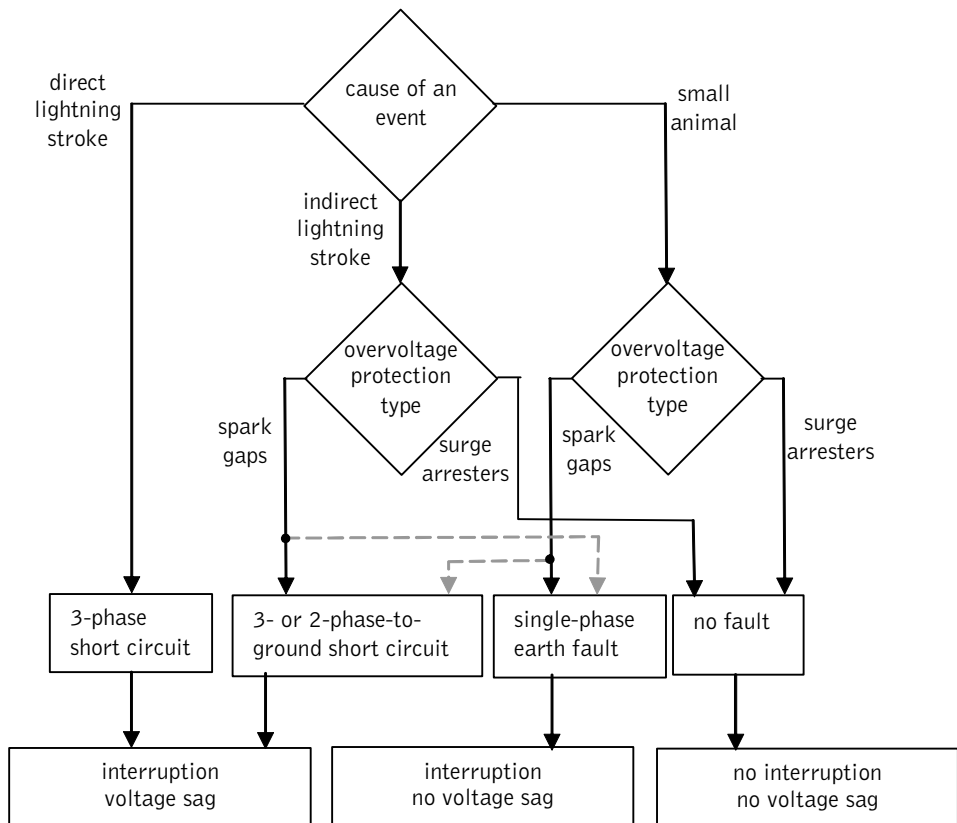 cause of an
event
direct
lightning
stroke
small
animal
indirect
lightning
stroke
overvoltage
protection
type
overvoltage
protection
type
spark
gaps
surge
arresters
spark
gaps
surge
arresters
3-phase
short circuit
3- or 2-phase-to-
ground short circuit
single-phase
earth fault
no fault
interruption
voltage sag
interruption
no voltage sag
no interruption
no voltage sag